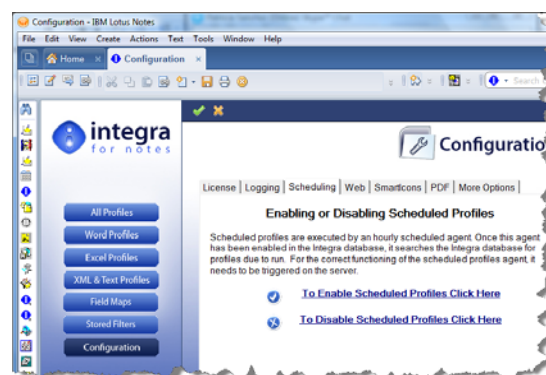 Configuration - IBM Lotus Notes
File Edit View Create Actions Text Tools Window Help
Home Configuration
Search
integra
for notes
Configuratio
License Logging Scheduling Web SmartIcons PDF More Options
All Profiles
Word Profiles
Excel Profiles
XML & Text Profiles
Field Maps
Stored Filters
Configuration
Enabling or Disabling Scheduled Profiles
Scheduled profiles are executed by an hourly scheduled agent. Once this agent
has been enabled in the Integra database, it searches the Integra database for
profiles due to run. For the correct functioning of the scheduled profiles agent, it
needs to be triggered on the server.
To Enable Scheduled Profiles Click Here
To Disable Scheduled Profiles Click Here